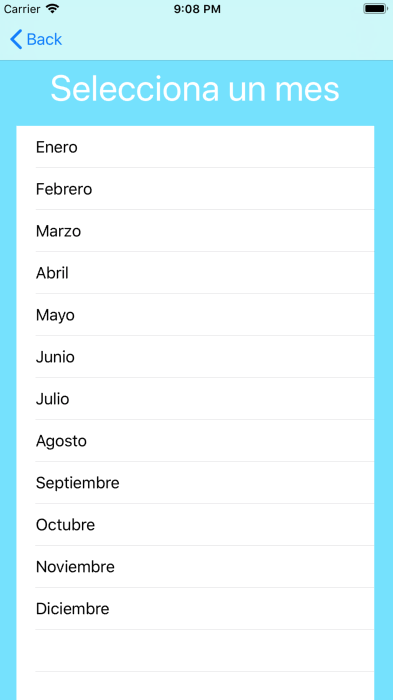 Carrier 9:08 PM
Back
Selecciona un mes
Enero
Febrero
Marzo
Abril
Mayo
Junio
Julio
Agosto
Septiembre
Octubre
Noviembre
Diciembre